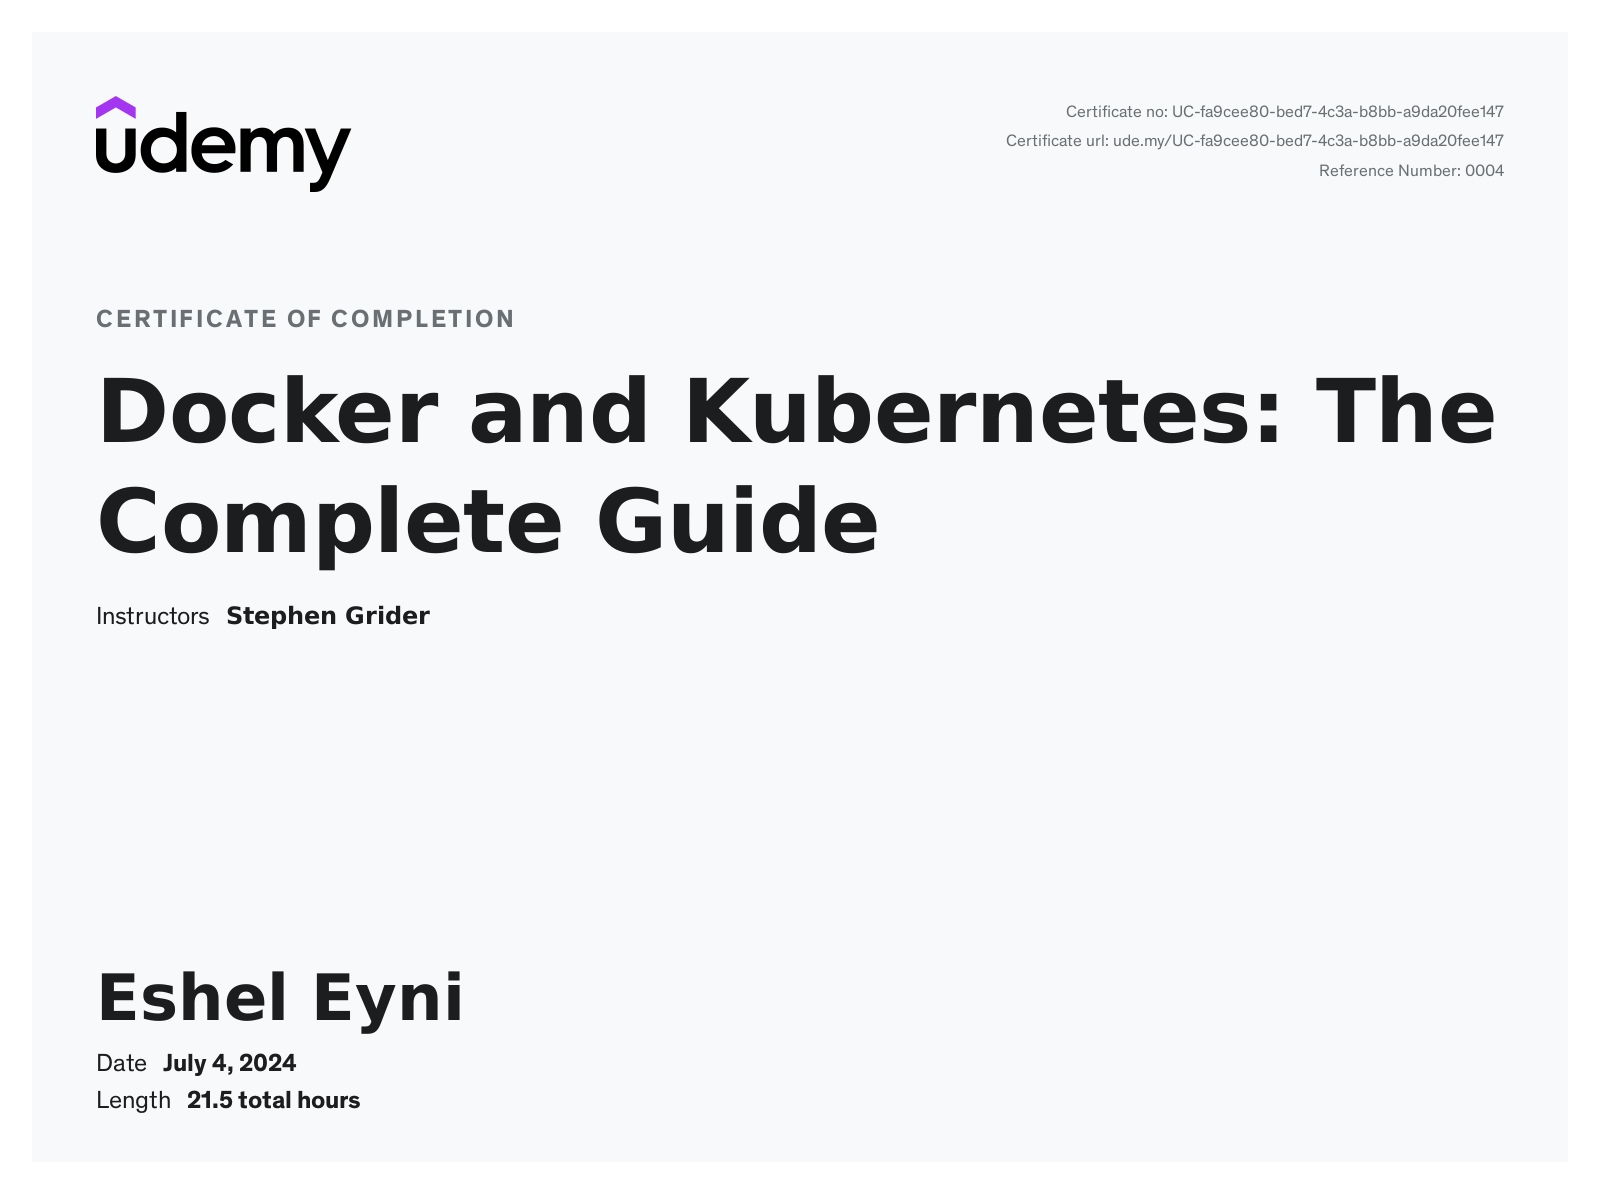 udemy
Certificate no: UC-fa9cee80-bed7-4c3a-b8bb-a9da20fee147
Certificate url: ude.my/UC-fa9cee80-bed7-4c3a-b8bb-a9da20fee147
Reference Number: 0004
CERTIFICATE OF COMPLETION
Docker and Kubernetes: The
Complete Guide
Instructors Stephen Grider
Eshel Eyni
Date July 4, 2024
Length 21.5 total hours